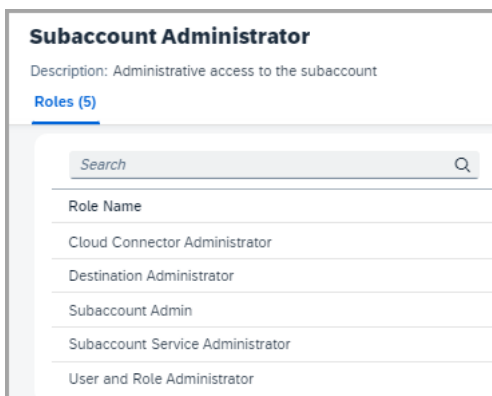 Subaccount Administrator
Description: Administrative access to the subaccount
Roles (5)
Search
Role Name
Cloud Connector Administrator
Destination Administrator
Subaccount Admin
Subaccount Service Administrator
User and Role Administrator